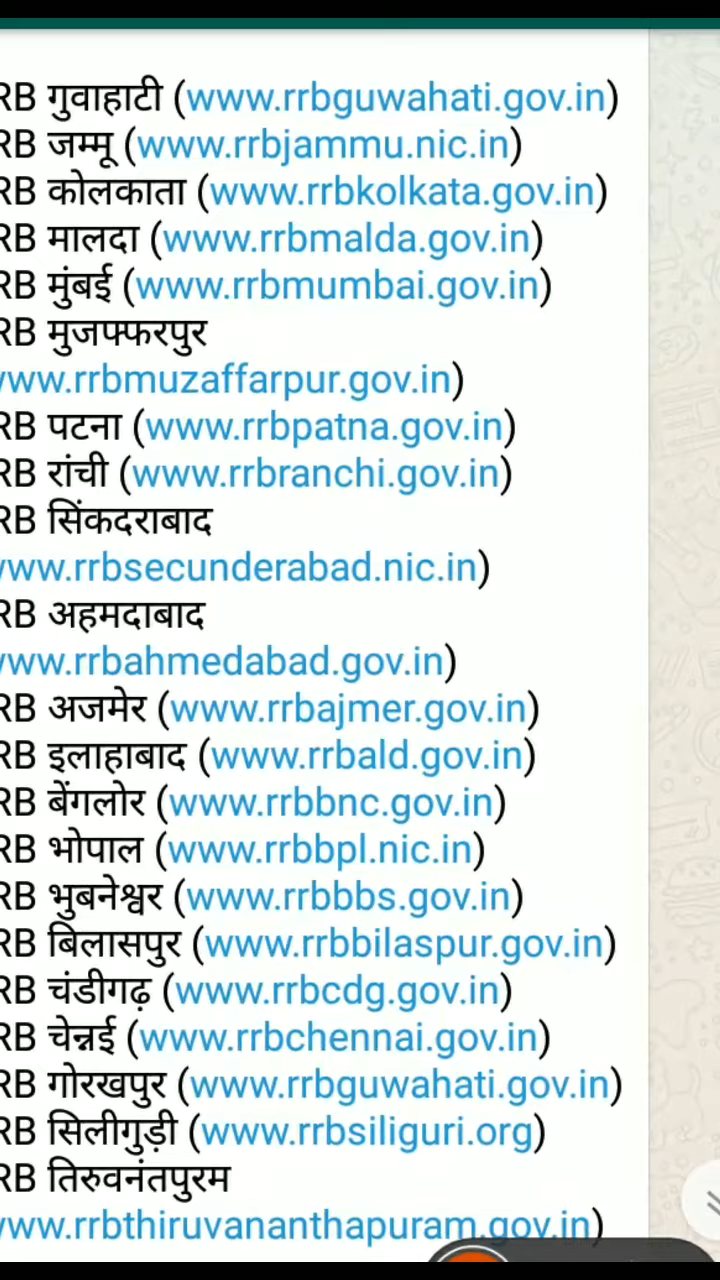 RB गुवाहाटी (www.rrbguwahati.gov.in)
RB जम्मू (www.rrbjammu.nic.in)
RB कोलकाता (www.rrbkolkata.gov.in)
RB मालदा (www.rrbmalda.gov.in)
RB मुंबई (www.rrbmumbai.gov.in)
RB मुजफ्फरपुर
www.rrbmuzaffarpur.gov.in)
RB पटना (www.rrbpatna.gov.in)
RB रांची (www.rrbranchi.gov.in)
RB सिंकदराबाद
www.rrbsecunderabad.nic.in)
RB अहमदाबाद
www.rrbahmedabad.gov.in)
RB अजमेर (www.rrbajmer.gov.in)
RB इलाहाबाद (www.rrbald.gov.in)
RB बेंगलोर (www.rrbbnc.gov.in)
RB भोपाल (www.rrbbpl.nic.in)
RB भुबनेश्वर (www.rrbbbs.gov.in)
RB बिलासपुर (www.rrbbilaspur.gov.in)
RB चंडीगढ़ (www.rrbcdg.gov.in)
RB चेन्नई (www.rrbchennai.gov.in)
RB गोरखपुर (www.rrbguwahati.gov.in)
RB सिलीगुड़ी (www.rrbsiliguri.org)
RB तिरुवनंतपुरम
www.rrbthiruvananthapuram.gov.in)